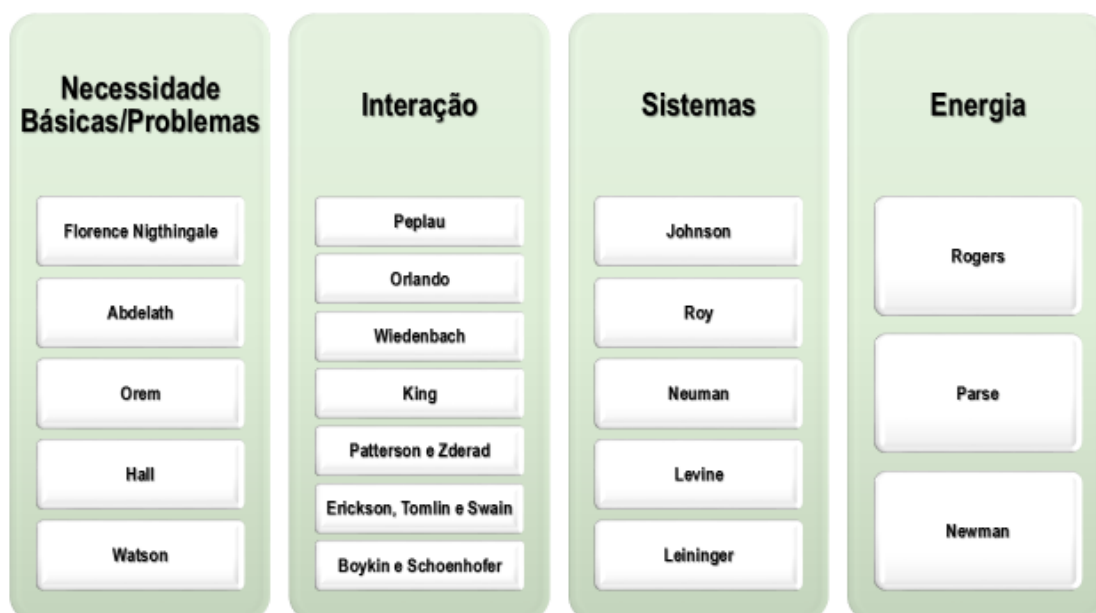 Necessidade
Básicas/Problemas
Florence Nigthingale
Abdelath
Orem
Hall
Watson
Interação
Peplau
Orlando
Wiedenbach
King
Patterson e Zderad
Erickson, Tomlin e Swain
Boykin e Schoenhofer
Sistemas
Johnson
Roy
Neuman
Levine
Leininger
Energia
Rogers
Parse
Newman